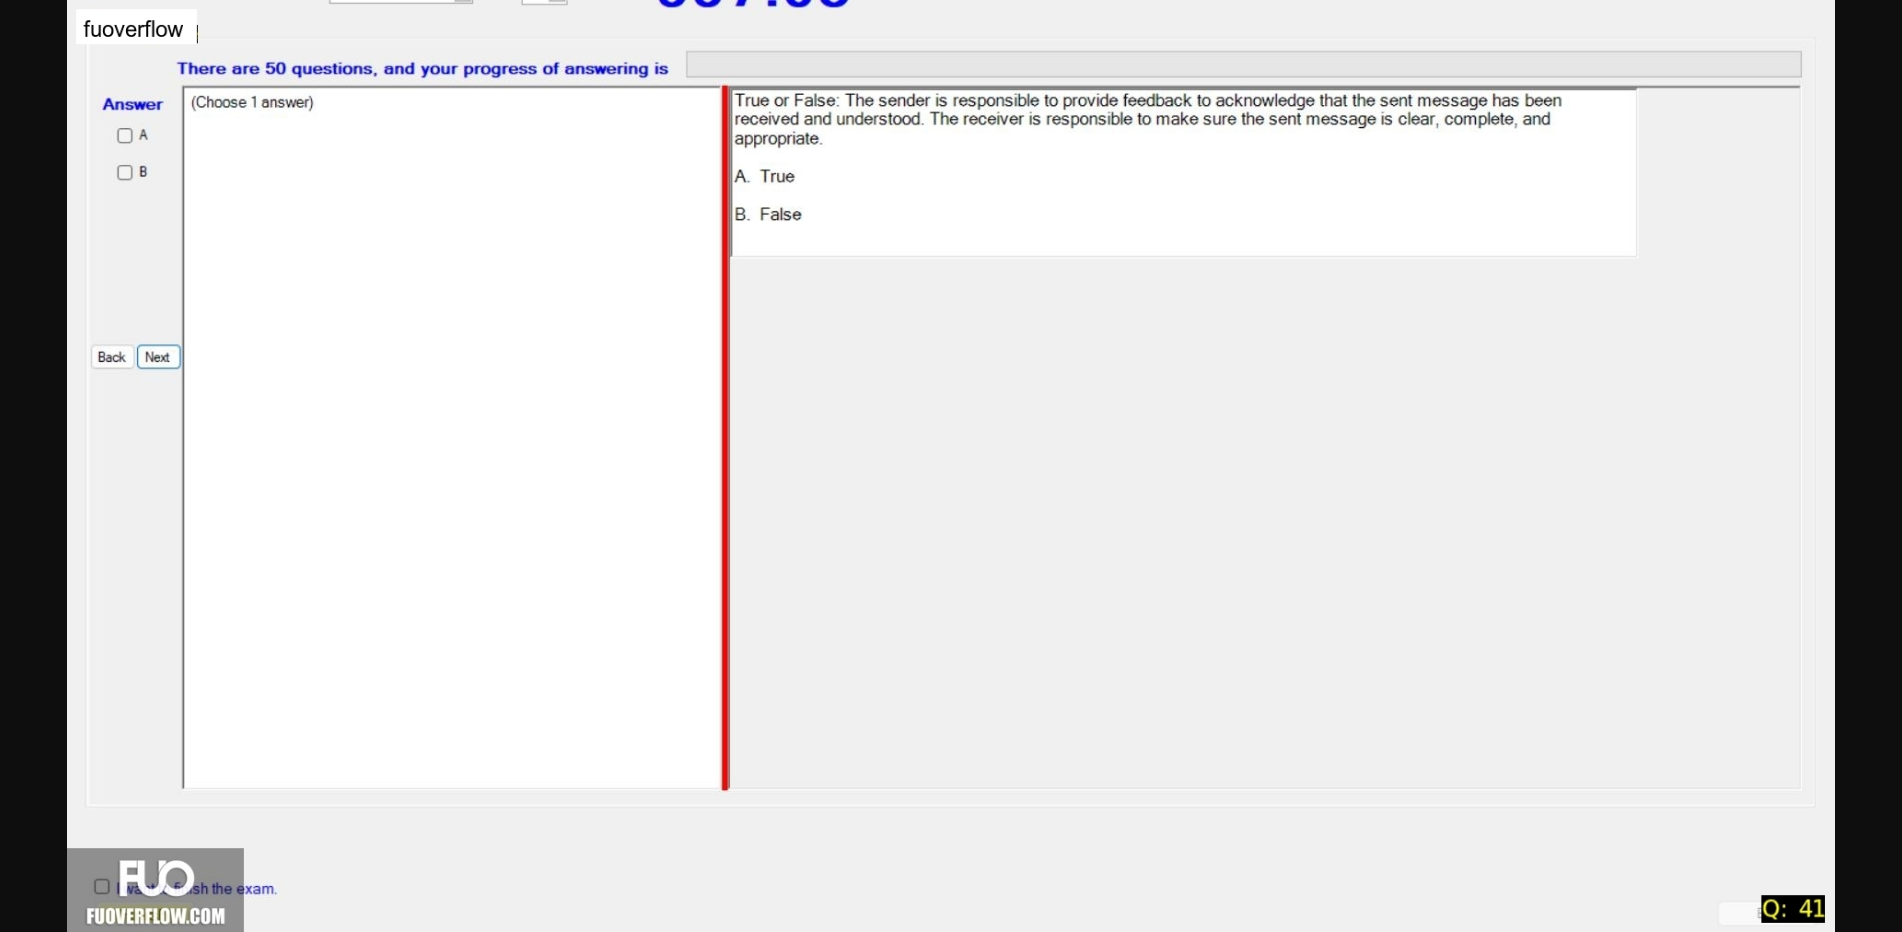 fuoverflow
There are 50 questions, and your progress of answering is
Answer
(Choose 1 answer)
A
B
Back
Next
True or False: The sender is responsible to provide feedback to acknowledge that the sent message has been
received and understood. The receiver is responsible to make sure the sent message is clear, complete, and
appropriate.
A. True
B. False
FUO
sh the exam.
FUOVERFLOW.COM
Q: 41